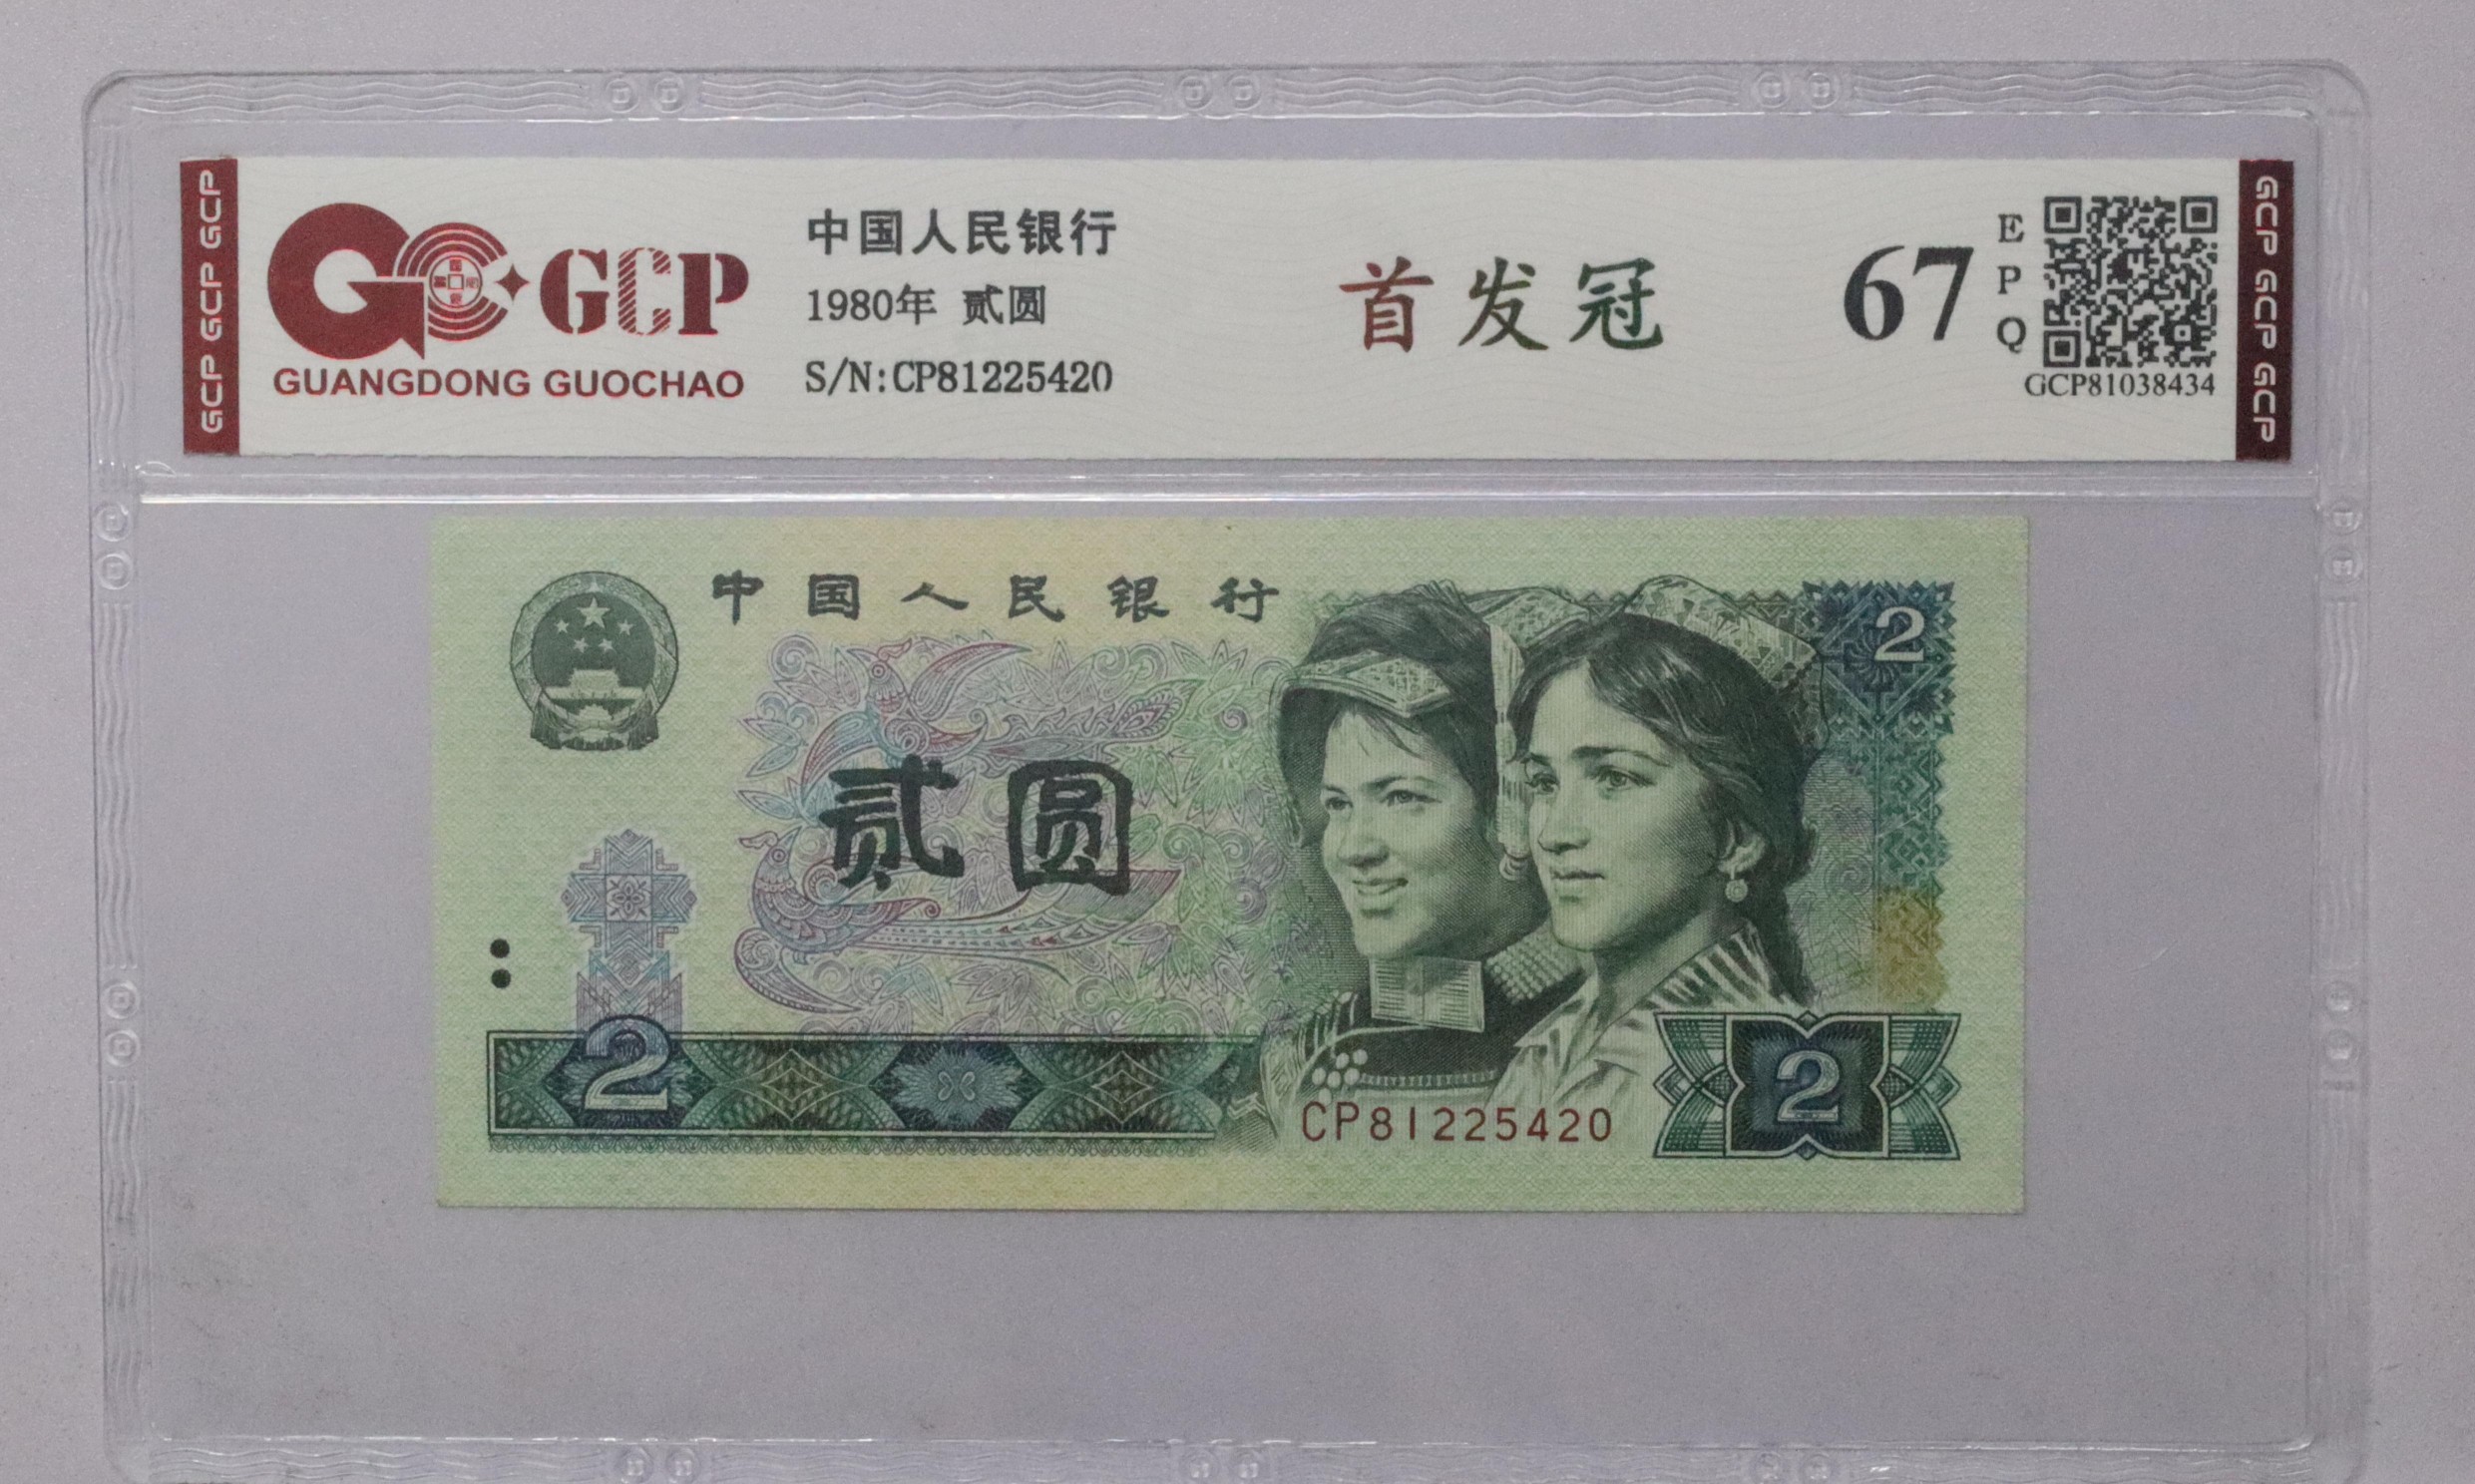 GCP GCP GCP
GCP
GUANGDONG GUOCHAO
中国人民银行
1980年 贰圆
S/N:CP81225420
首发冠
67
EPQ
GCP81038434
GCP GCP GCP
中国人民银行
2
贰圆
2
CP81225420
2